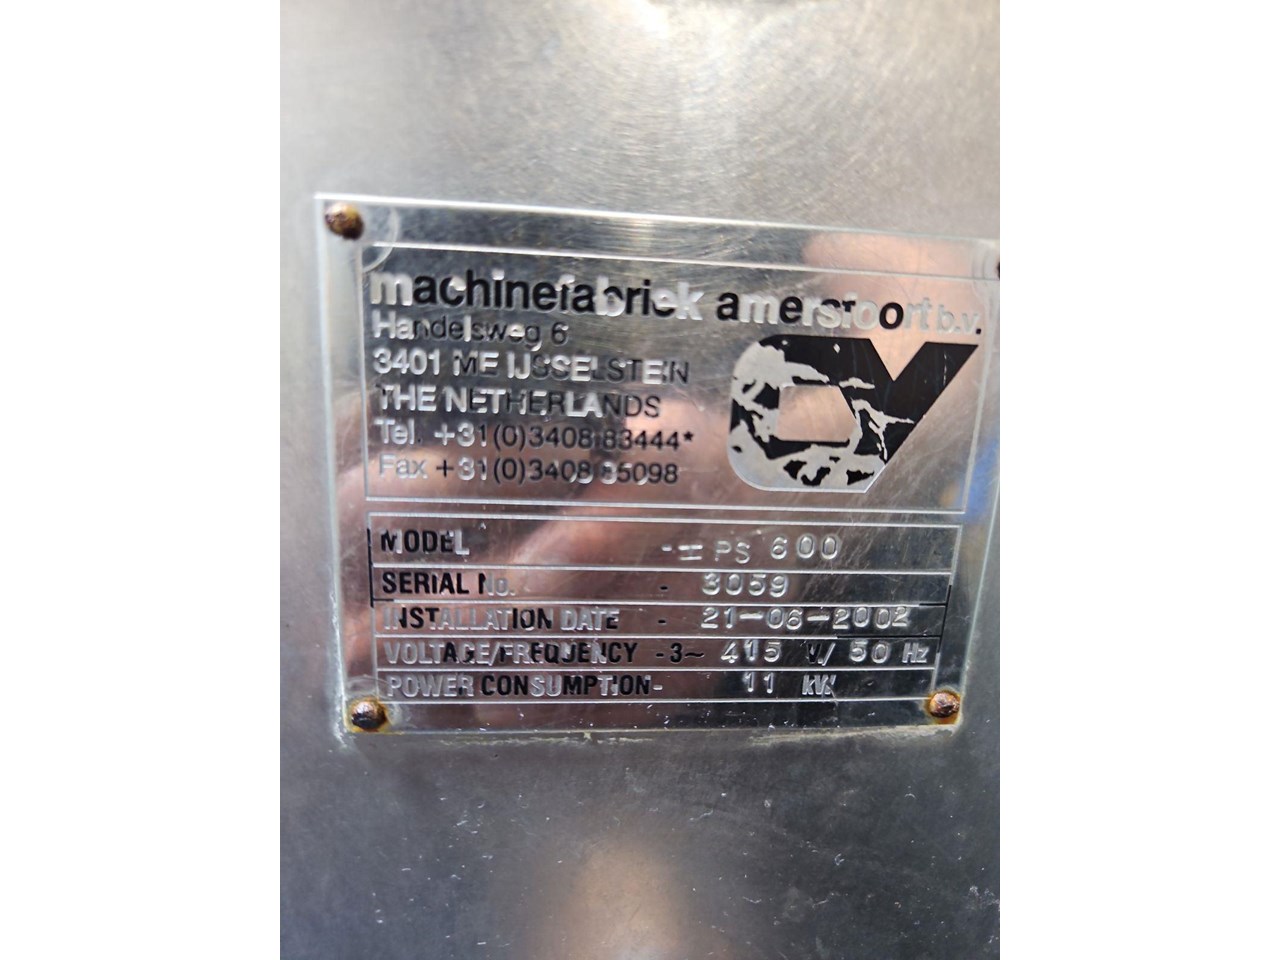 machinefabriek amersfoort b.v.
Handelsweg 6
3401 ME IJSSELSTEIN
THE NETHERLANDS
Tel. +31(0)3408 83444*
Fax +31(0)3408 85098
MODEL - PS 600
SERIAL No. - 3059
INSTALLATION DATE - 21-06-2002
VOLTAGE/FREQUENCY - 3~ 415 V/ 50 Hz
POWER CONSUMPTION - 11 kW